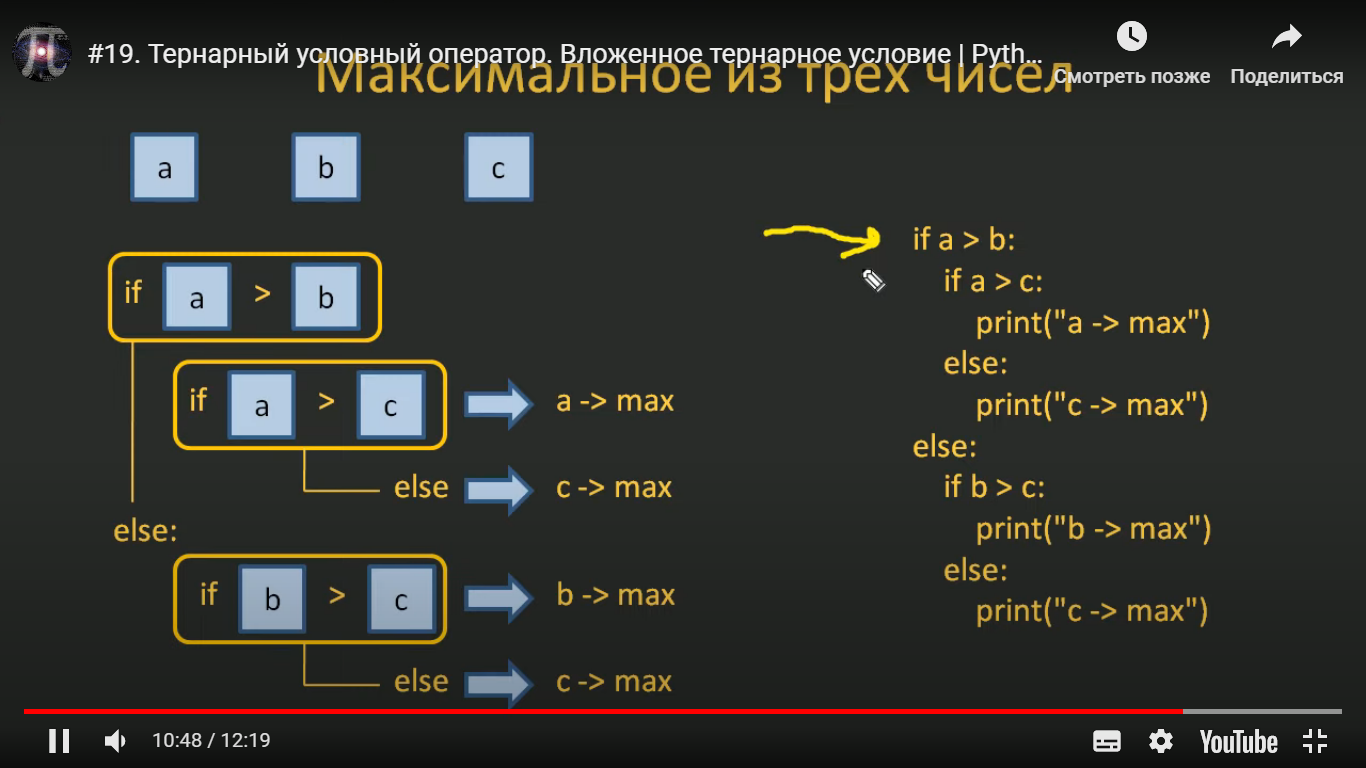 #19. Тернарный условный оператор. Вложенное тернарное условие | Pyth...
Смотреть позже
Поделиться
Максимальное из трех чисел
a b c
if a > b
if a > c a -> max
else c -> max
else:
if b > c b -> max
else c -> max
if a > b:
if a > c:
print("a -> max")
else:
print("c -> max")
else:
if b > c:
print("b -> max")
else:
print("c -> max")
10:48 / 12:19
YouTube